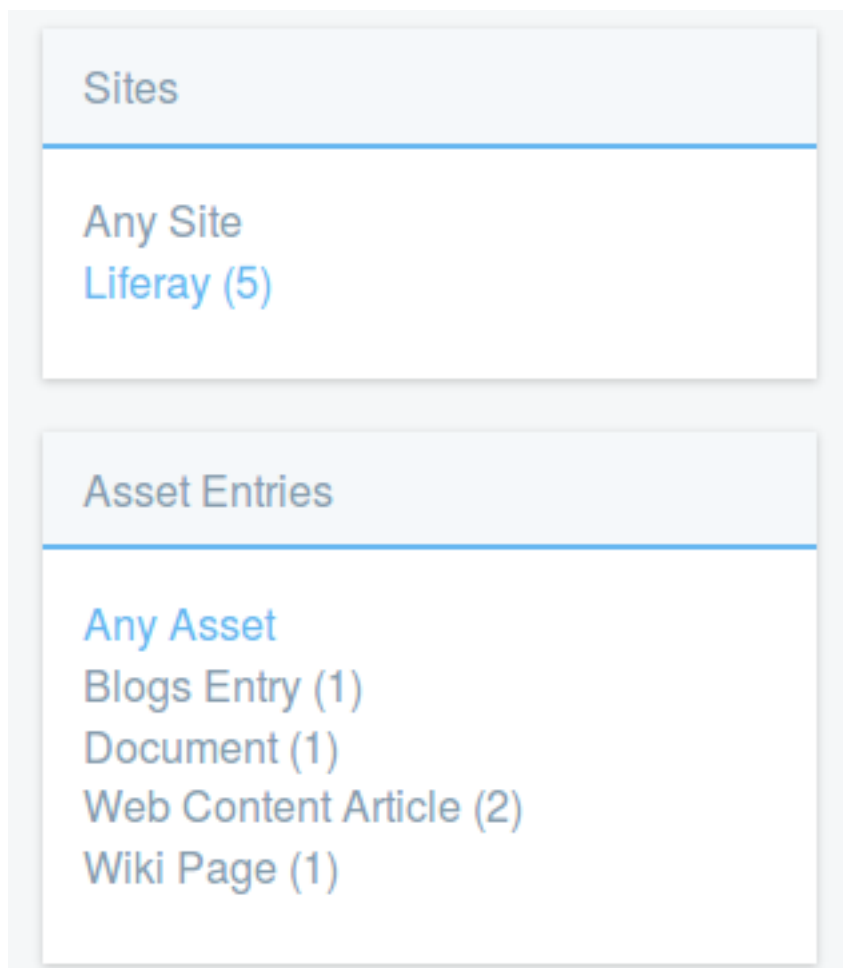 Sites
Any Site
Liferay (5)
Asset Entries
Any Asset
Blogs Entry (1)
Document (1)
Web Content Article (2)
Wiki Page (1)